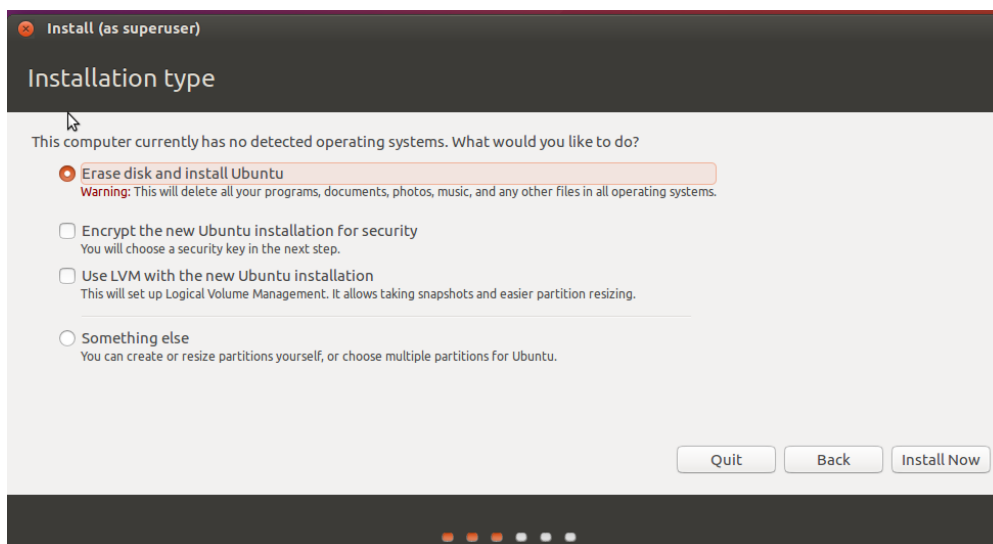 Install (as superuser)
Installation type
This computer currently has no detected operating systems. What would you like to do?
Erase disk and install Ubuntu
Warning: This will delete all your programs, documents, photos, music, and any other files in all operating systems.
Encrypt the new Ubuntu installation for security
You will choose a security key in the next step.
Use LVM with the new Ubuntu installation
This will set up Logical Volume Management. It allows taking snapshots and easier partition resizing.
Something else
You can create or resize partitions yourself, or choose multiple partitions for Ubuntu.
Quit Back Install Now